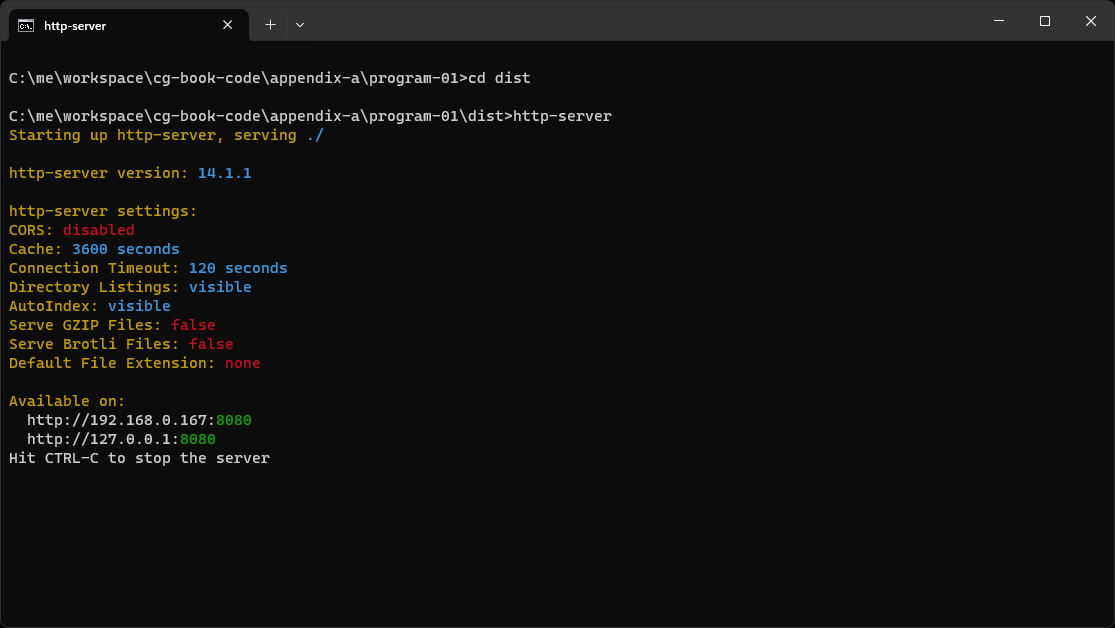 http-server
C:\me\workspace\cg-book-code\appendix-a\program-01>cd dist
C:\me\workspace\cg-book-code\appendix-a\program-01\dist>http-server
Starting up http-server, serving ./
http-server version: 14.1.1
http-server settings:
CORS: disabled
Cache: 3600 seconds
Connection Timeout: 120 seconds
Directory Listings: visible
AutoIndex: visible
Serve GZIP Files: false
Serve Brotli Files: false
Default File Extension: none
Available on:
  http://192.168.0.167:8080
  http://127.0.0.1:8080
Hit CTRL-C to stop the server